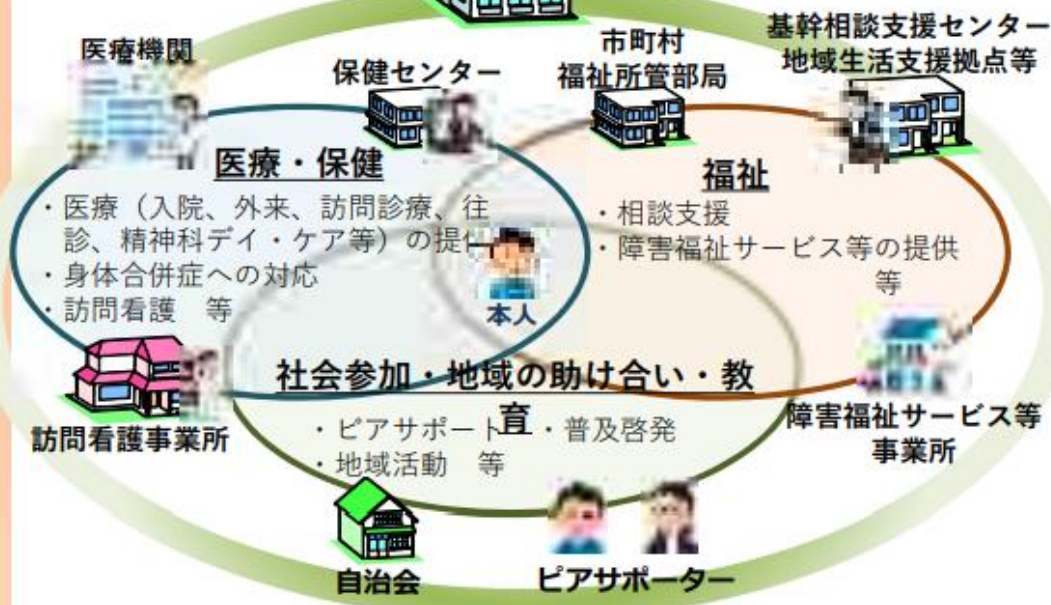 医療機関
保健センター
市町村
福祉所管部局
基幹相談支援センター
地域生活支援拠点等
医療・保健
・医療（入院、外来、訪問診療、往
診、精神科デイ・ケア等）の提供
・身体合併症への対応
・訪問看護　等
福祉
・相談支援
・障害福祉サービス等の提供
等
本人
社会参加・地域の助け合い・教
育
・ピアサポート　・普及啓発
・地域活動　等
訪問看護事業所
障害福祉サービス等
事業所
自治会
ピアサポーター